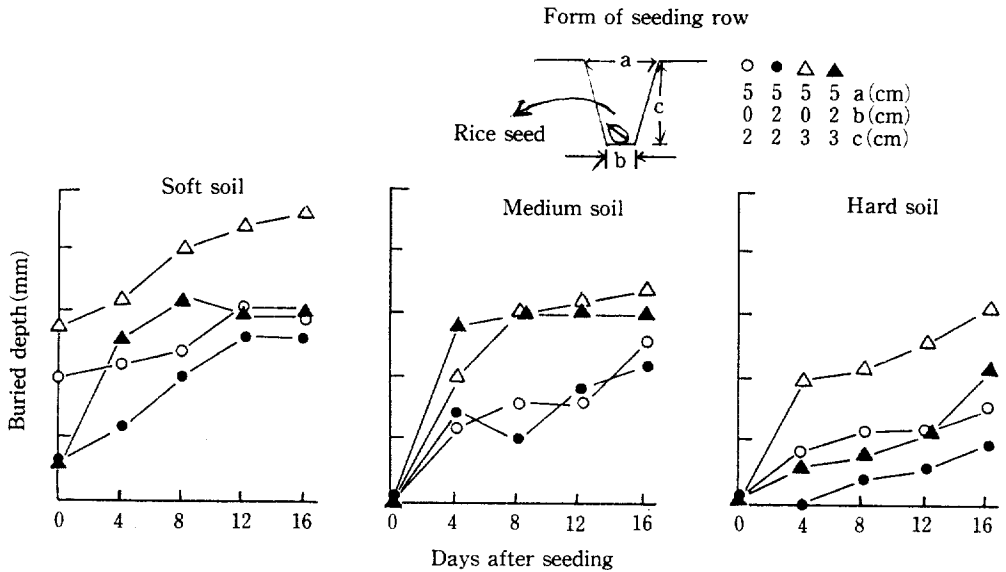 Form of seeding row
a
c
Rice seed
b
5 5 5 5 a (cm)
0 2 0 2 b (cm)
2 2 3 3 c (cm)
Soft soil
Medium soil
Hard soil
Buried depth (mm)
0 4 8 12 16
0 4 8 12 16
0 4 8 12 16
Days after seeding